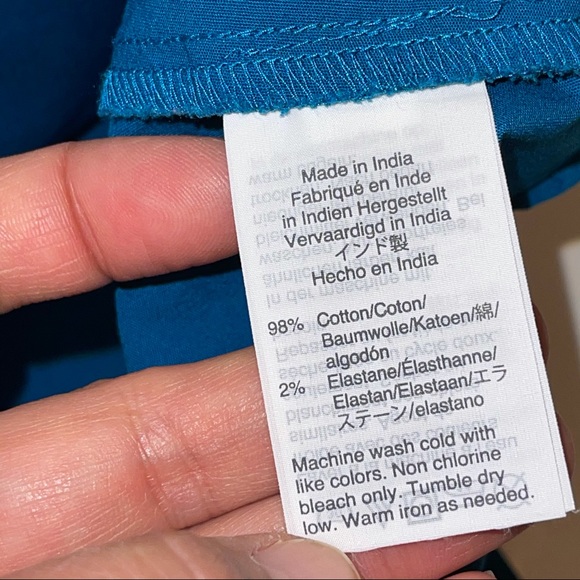 Made in India
Fabriqué en Inde
in Indien Hergestellt
Vervaardigd in India
インド製
Hecho en India
98% Cotton/Coton/
Baumwolle/Katoen/綿/
algodón
2% Elastane/Élasthanne/
Elastan/Elastaan/エラ
ステーン/elastano
Machine wash cold with
like colors. Non chlorine
bleach only. Tumble dry
low. Warm iron as needed.